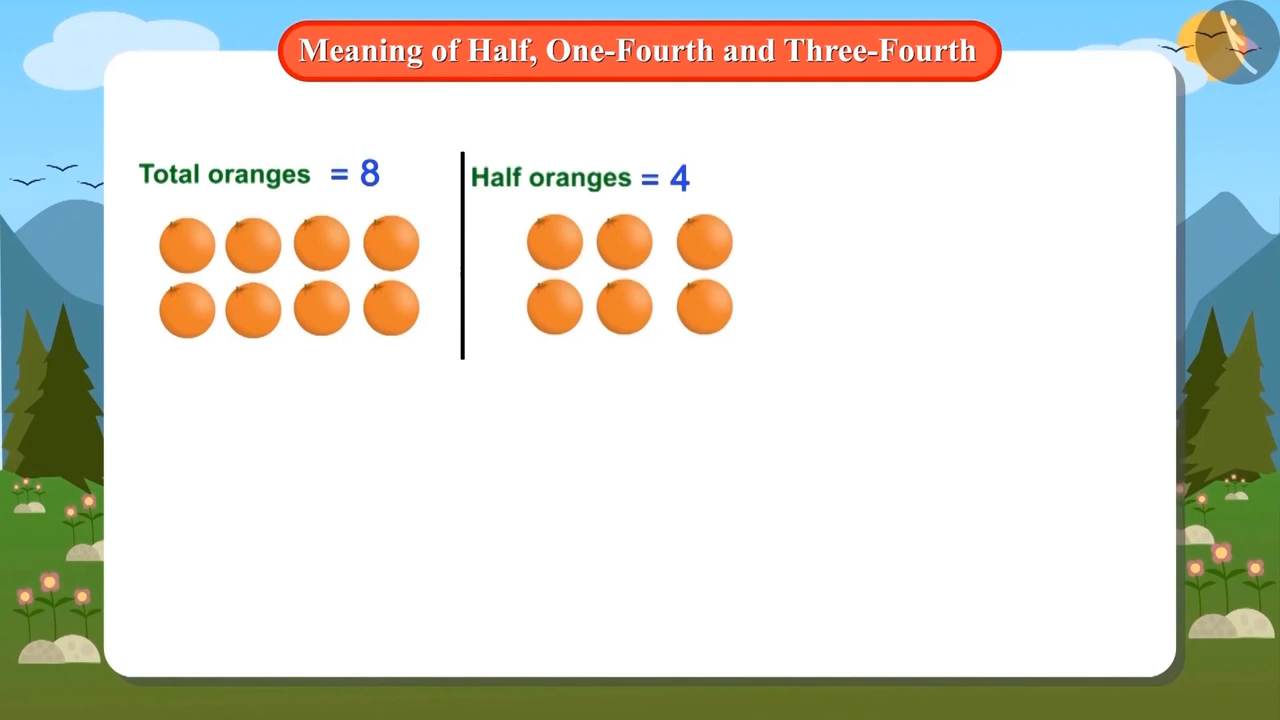 Meaning of Half, One-Fourth and Three-Fourth
Total oranges = 8
Half oranges = 4